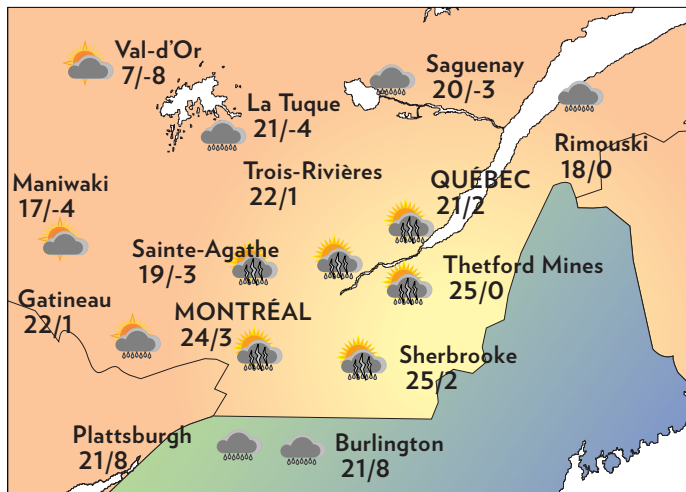 Val-d'Or
7/-8
Saguenay
20/-3
La Tuque
21/-4
Rimouski
18/0
Trois-Rivières
22/1
QUÉBEC
21/2
Maniwaki
17/-4
Sainte-Agathe
19/-3
Thetford Mines
25/0
Gatineau
22/1
MONTRÉAL
24/3
Sherbrooke
25/2
Plattsburgh
21/8
Burlington
21/8